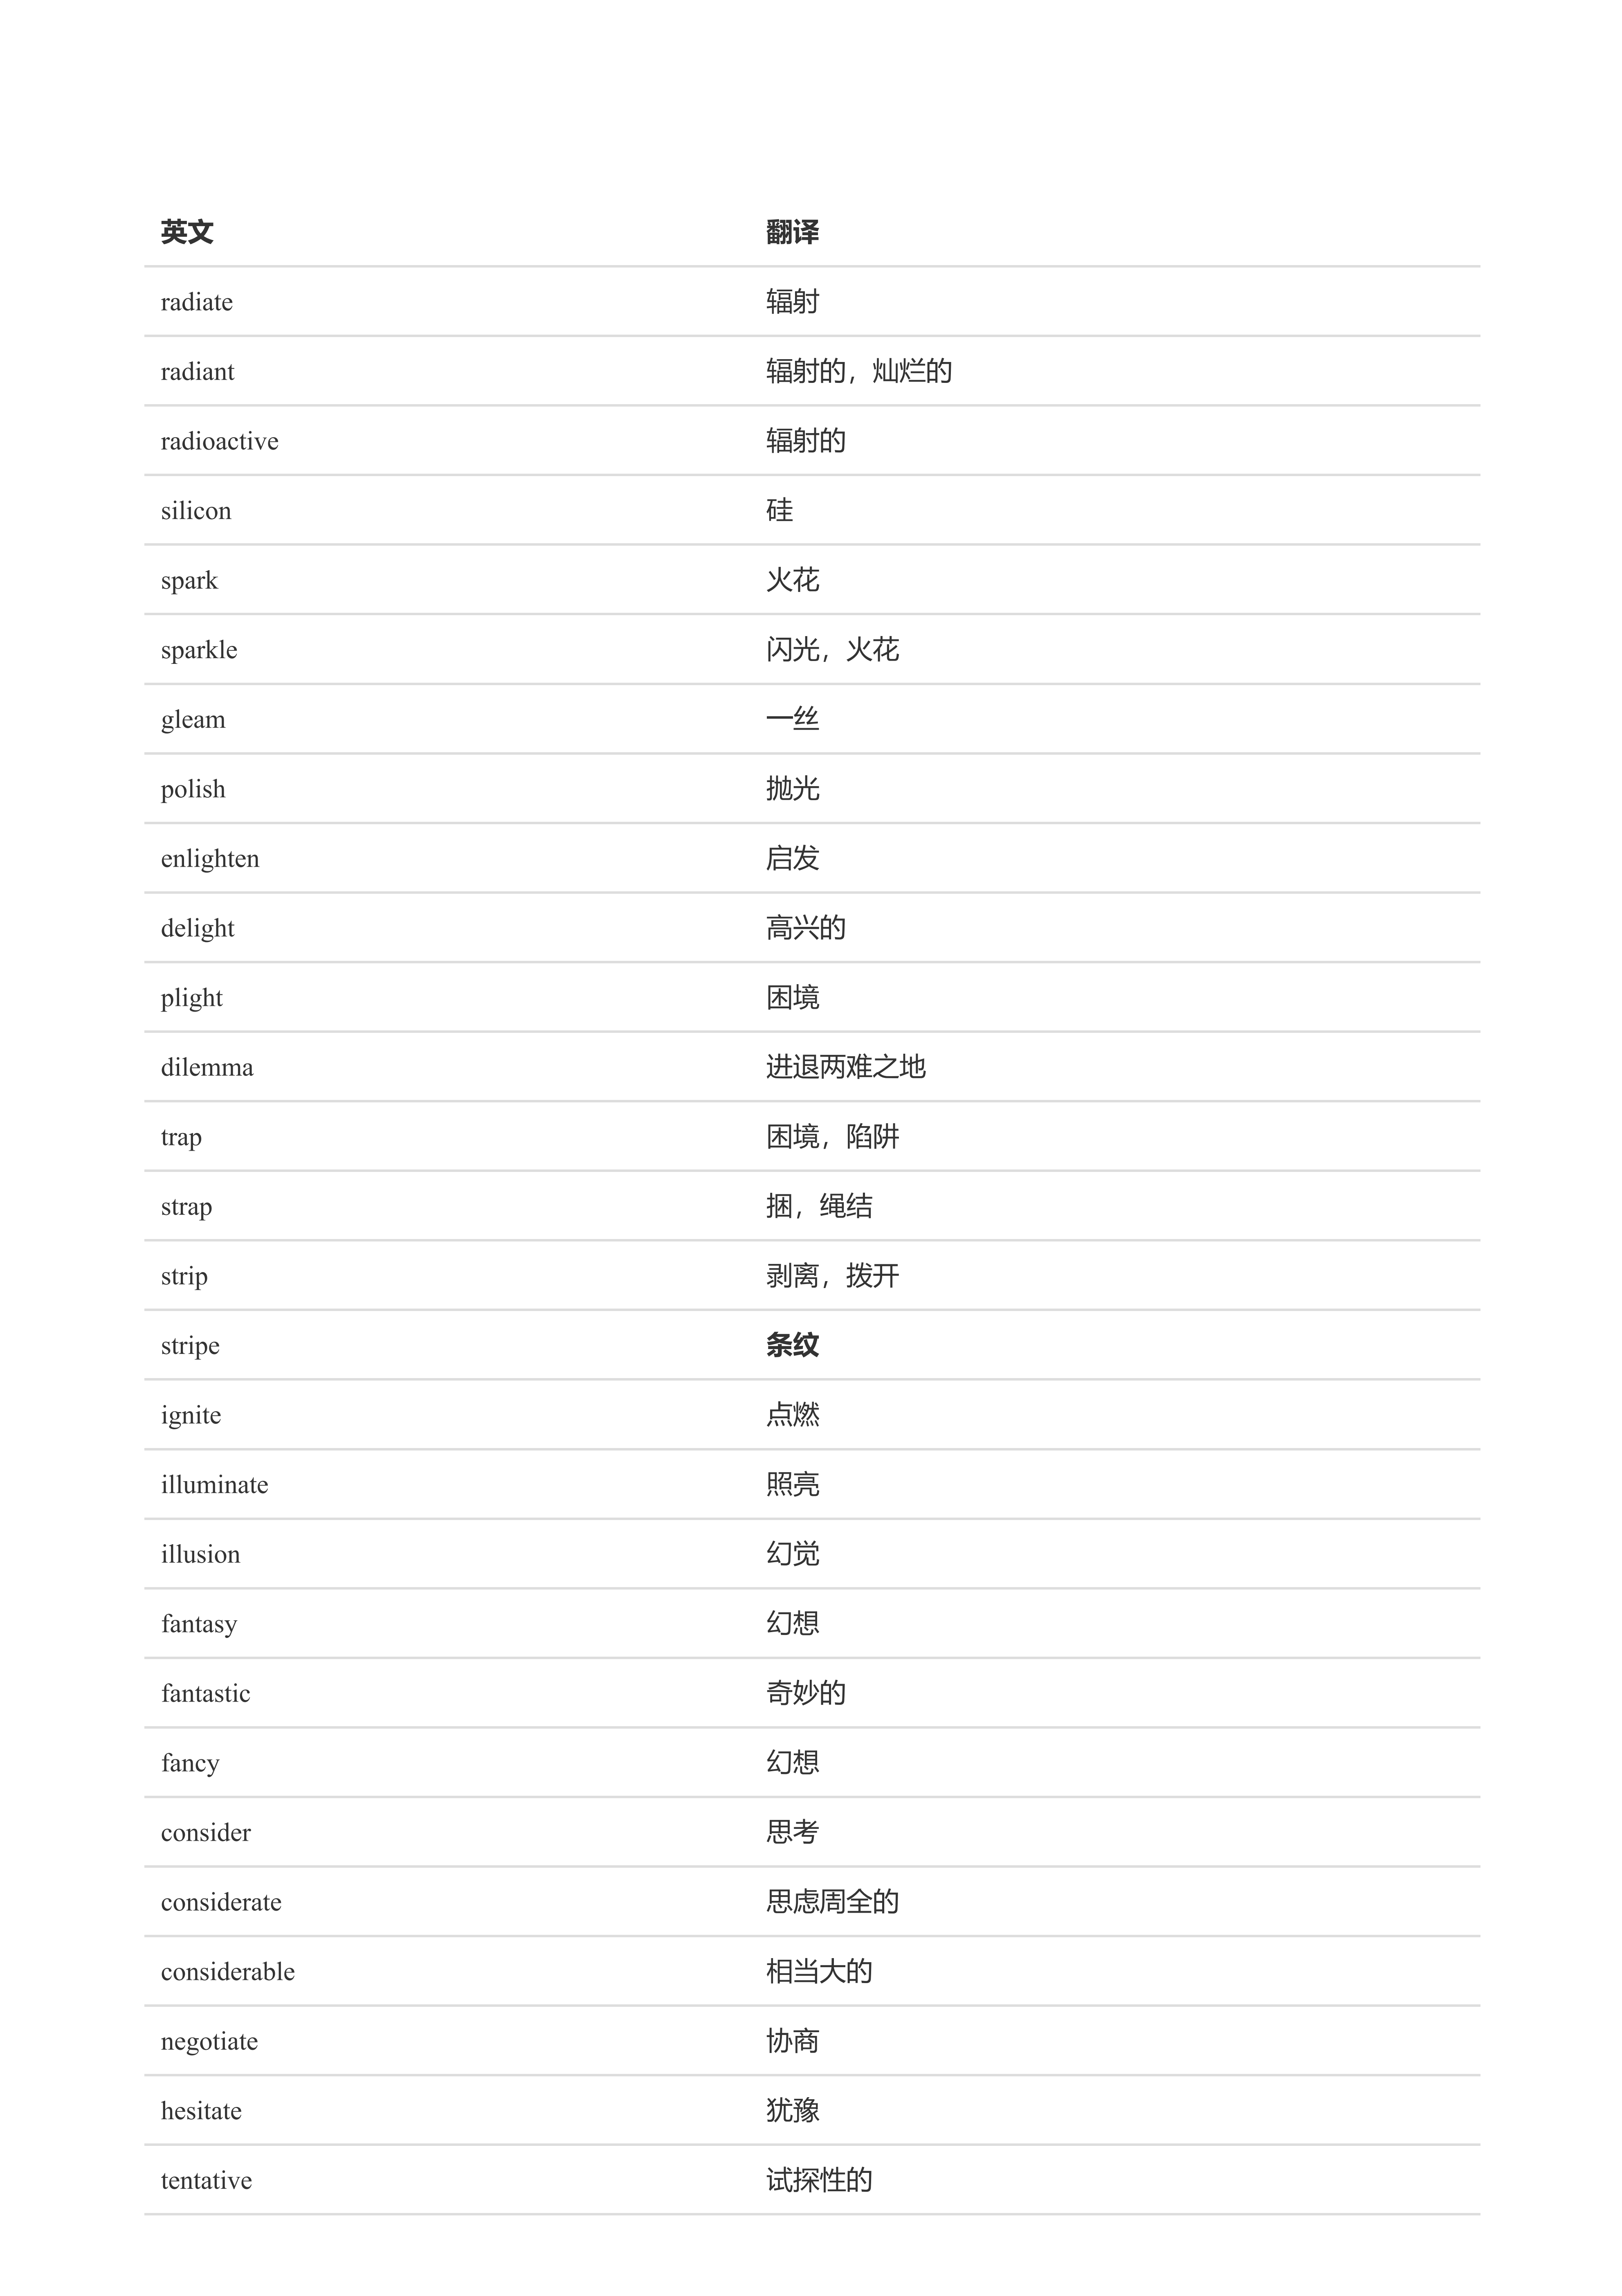 英文 翻译
radiate 辐射
radiant 辐射的，灿烂的
radioactive 辐射的
silicon 硅
spark 火花
sparkle 闪光，火花
gleam 一丝
polish 抛光
enlighten 启发
delight 高兴的
plight 困境
dilemma 进退两难之地
trap 困境，陷阱
strap 捆，绳结
strip 剥离，拨开
stripe 条纹
ignite 点燃
illuminate 照亮
illusion 幻觉
fantasy 幻想
fantastic 奇妙的
fancy 幻想
consider 思考
considerate 思虑周全的
considerable 相当大的
negotiate 协商
hesitate 犹豫
tentative 试探性的